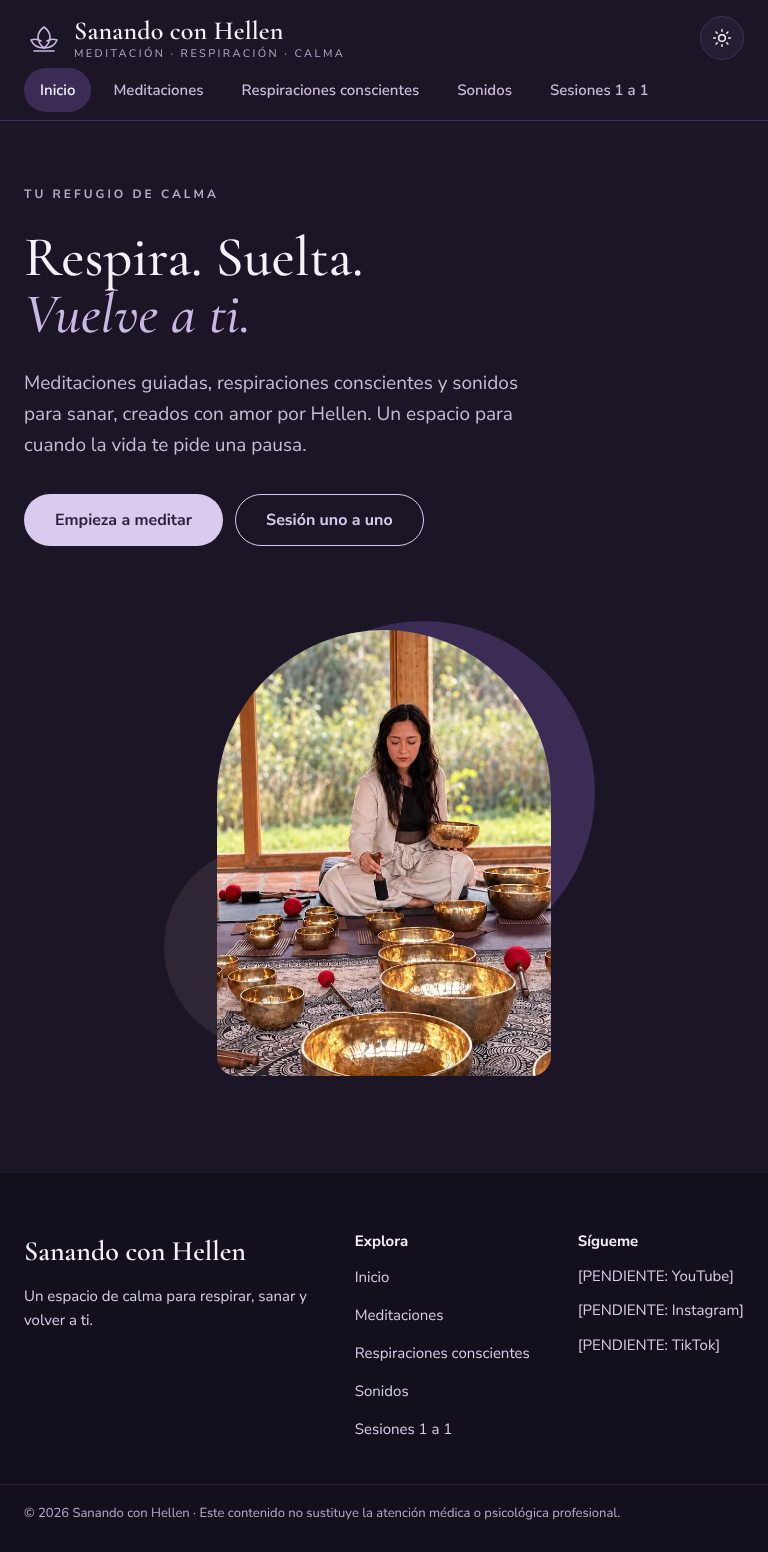 Sanando con Hellen
MEDITACIÓN · RESPIRACIÓN · CALMA
Inicio
Meditaciones
Respiraciones conscientes
Sonidos
Sesiones 1 a 1
TU REFUGIO DE CALMA
Respira. Suelta.
Vuelve a ti.
Meditaciones guiadas, respiraciones conscientes y sonidos
para sanar, creados con amor por Hellen. Un espacio para
cuando la vida te pide una pausa.
Empieza a meditar
Sesión uno a uno
Sanando con Hellen
Un espacio de calma para respirar, sanar y
volver a ti.
Explora
Inicio
Meditaciones
Respiraciones conscientes
Sonidos
Sesiones 1 a 1
Sígueme
[PENDIENTE: YouTube]
[PENDIENTE: Instagram]
[PENDIENTE: TikTok]
© 2026 Sanando con Hellen · Este contenido no sustituye la atención médica o psicológica profesional.